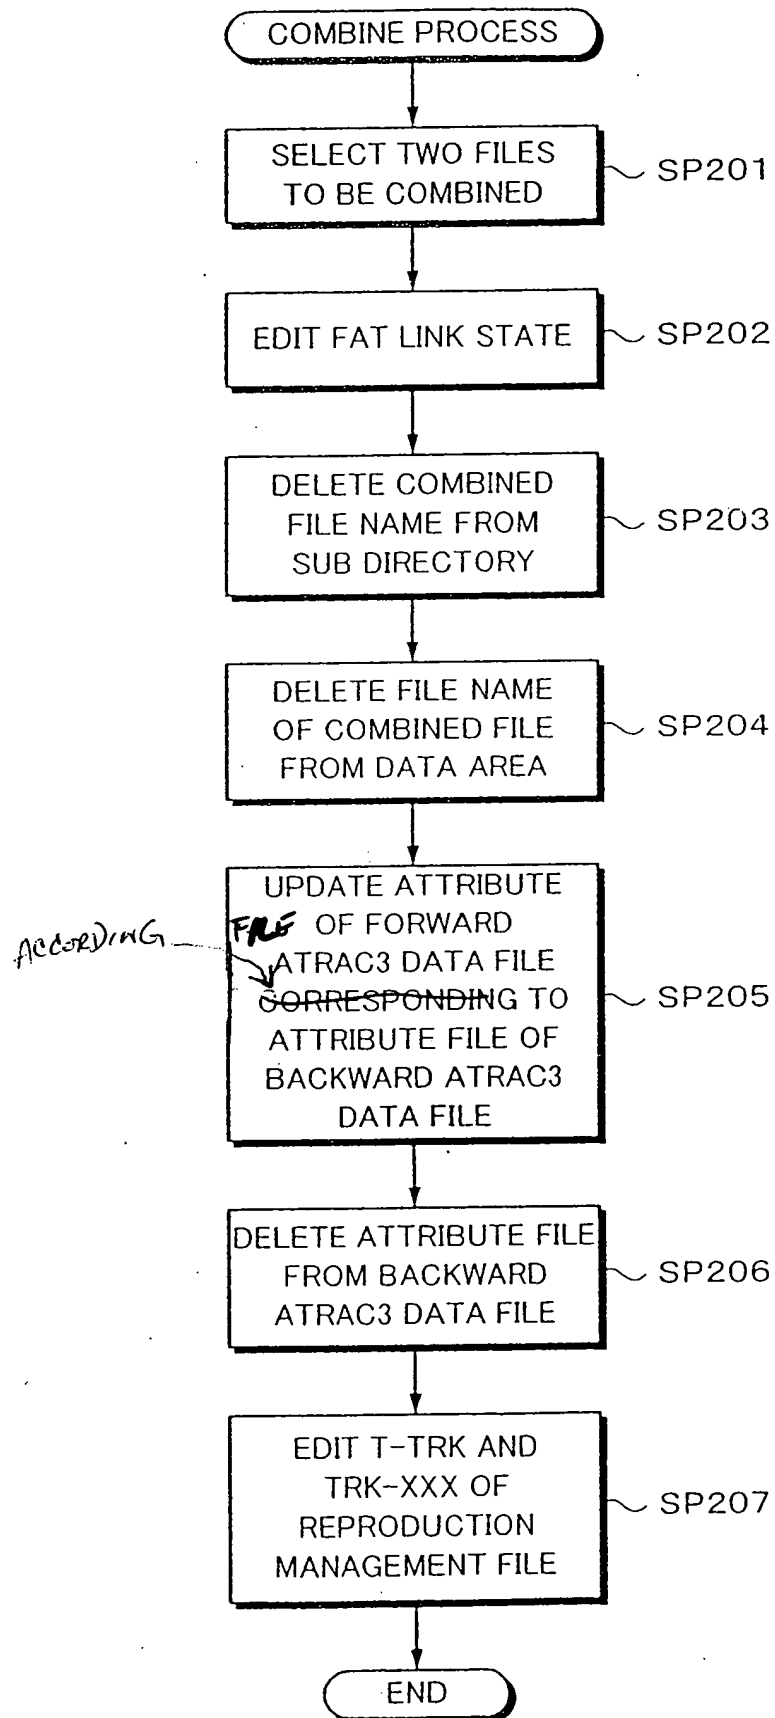 COMBINE PROCESS
SELECT TWO FILES
TO BE COMBINED
SP201
EDIT FAT LINK STATE
SP202
DELETE COMBINED
FILE NAME FROM
SUB DIRECTORY
SP203
DELETE FILE NAME
OF COMBINED FILE
FROM DATA AREA
SP204
UPDATE ATTRIBUTE
FILE OF FORWARD
ATRAC3 DATA FILE
ACCORDING
CORRESPONDING TO
ATTRIBUTE FILE OF
BACKWARD ATRAC3
DATA FILE
SP205
DELETE ATTRIBUTE FILE
FROM BACKWARD
ATRAC3 DATA FILE
SP206
EDIT T-TRK AND
TRK-XXX OF
REPRODUCTION
MANAGEMENT FILE
SP207
END